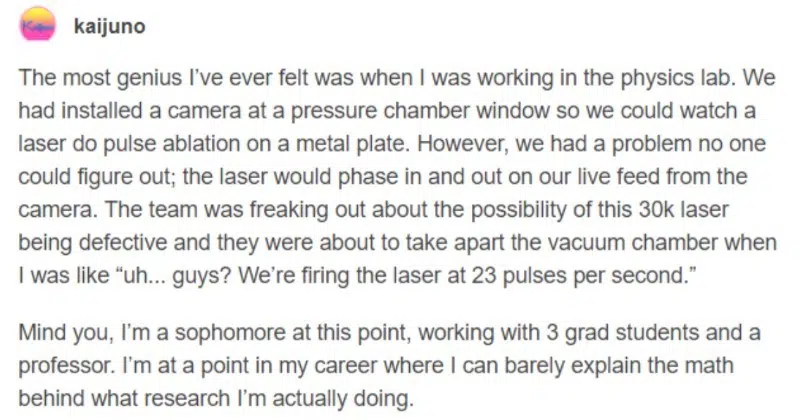 kaijuno
The most genius I’ve ever felt was when I was working in the physics lab. We
had installed a camera at a pressure chamber window so we could watch a
laser do pulse ablation on a metal plate. However, we had a problem no one
could figure out; the laser would phase in and out on our live feed from the
camera. The team was freaking out about the possibility of this 30k laser
being defective and they were about to take apart the vacuum chamber when
I was like “uh... guys? We’re firing the laser at 23 pulses per second.”
Mind you, I’m a sophomore at this point, working with 3 grad students and a
professor. I’m at a point in my career where I can barely explain the math
behind what research I’m actually doing.